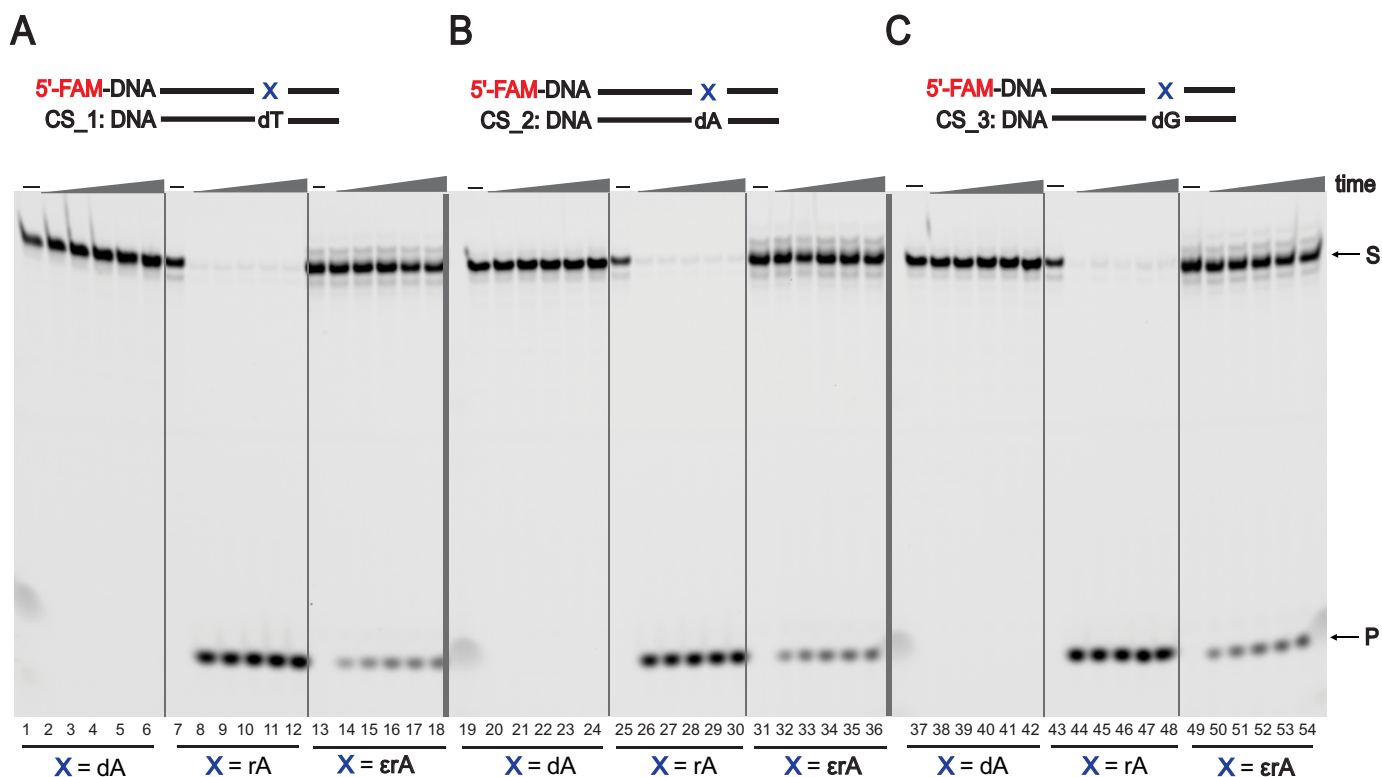 A B C
5'-FAM-DNA X 5'-FAM-DNA X 5'-FAM-DNA X
CS_1: DNA dT CS_2: DNA dA CS_3: DNA dG
time
S
P
1 2 3 4 5 6 7 8 9 10 11 12 13 14 15 16 17 18 19 20 21 22 23 24 25 26 27 28 29 30 31 32 33 34 35 36 37 38 39 40 41 42 43 44 45 46 47 48 49 50 51 52 53 54
X = dA X = rA X = εrA X = dA X = rA X = εrA X = dA X = rA X = εrA